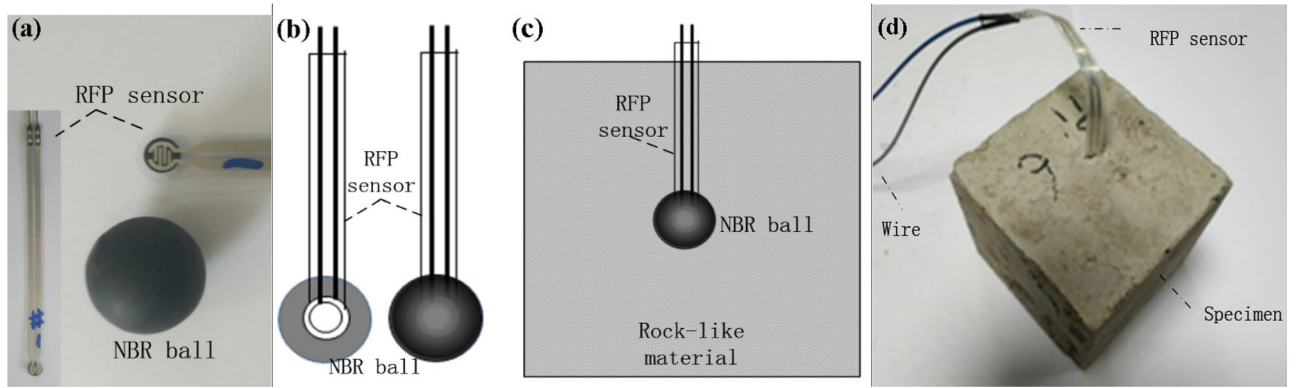 (a)
RFP sensor
NBR ball
(b)
RFP
sensor
NBR ball
(c)
RFP
sensor
NBR ball
Rock-like
material
(d)
RFP sensor
Wire
Specimen